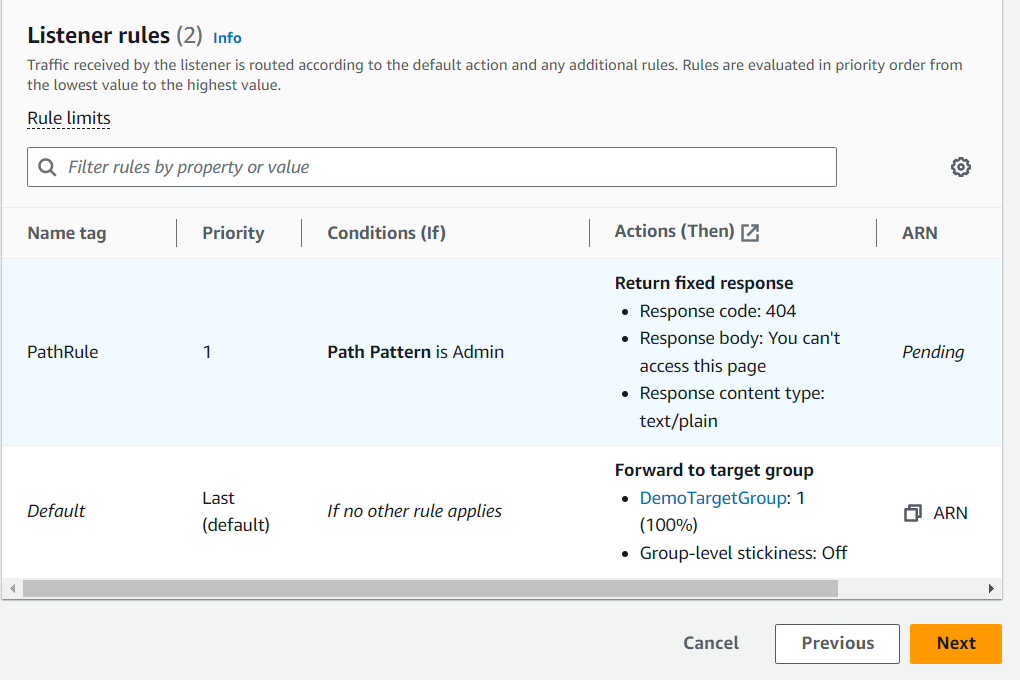 Listener rules (2) Info
Traffic received by the listener is routed according to the default action and any additional rules. Rules are evaluated in priority order from
the lowest value to the highest value.
Rule limits
Filter rules by property or value
Name tag Priority Conditions (If) Actions (Then) ARN
Return fixed response
• Response code: 404
• Response body: You can't
PathRule 1 Path Pattern is Admin access this page Pending
• Response content type:
text/plain
Forward to target group
Last • DemoTargetGroup: 1
Default If no other rule applies ARN
(default) (100%)
• Group-level stickiness: Off
Cancel Previous Next